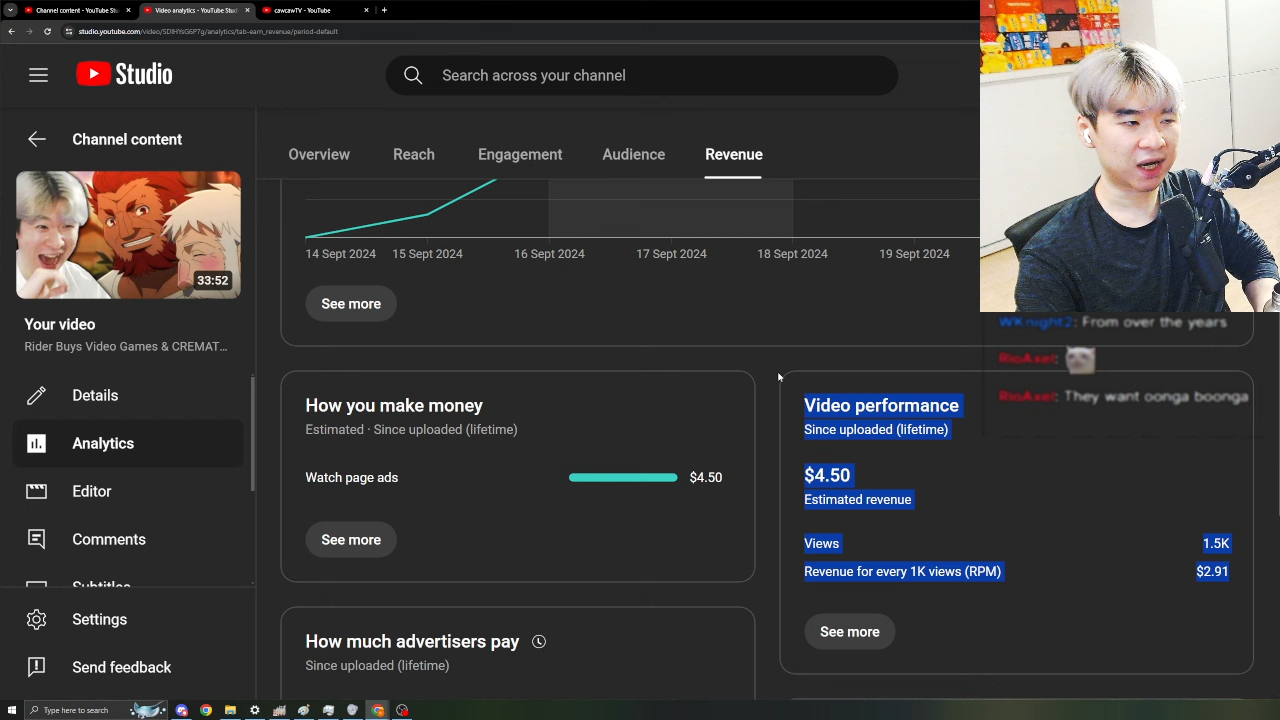 Channel content - YouTube St
Video analytics - YouTube Stud
cawcawTV - YouTube
studio.youtube.com/video/SDIHYsG6P7g/analytics/tab-earn_revenue/period-default
Studio
Search across your channel
Channel content
33:52
Your video
Rider Buys Video Games & CREMAT...
Details
Analytics
Editor
Comments
Subtitles
Settings
Send feedback
Overview
Reach
Engagement
Audience
Revenue
14 Sept 2024
15 Sept 2024
16 Sept 2024
17 Sept 2024
18 Sept 2024
19 Sept 2024
See more
How you make money
Estimated · Since uploaded (lifetime)
Watch page ads $4.50
See more
How much advertisers pay
Since uploaded (lifetime)
Video performance
Since uploaded (lifetime)
$4.50
Estimated revenue
Views 1.5K
Revenue for every 1K views (RPM) $2.91
See more
WKnight2: From over the years
RioAxel:
RioAxel: They want oonga boonga
Type here to search